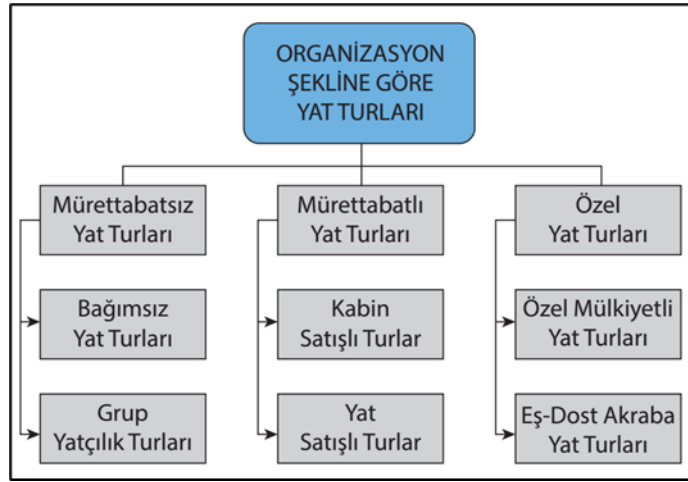 ORGANİZASYON
ŞEKLİNE GÖRE
YAT TURLARI
Mürettabatsız
Yat Turları
Mürettabatlı
Yat Turları
Özel
Yat Turları
Bağımsız
Yat Turları
Kabin
Satışlı Turlar
Özel Mülkiyetli
Yat Turları
Grup
Yatçılık Turları
Yat
Satışlı Turlar
Eş-Dost Akraba
Yat Turları